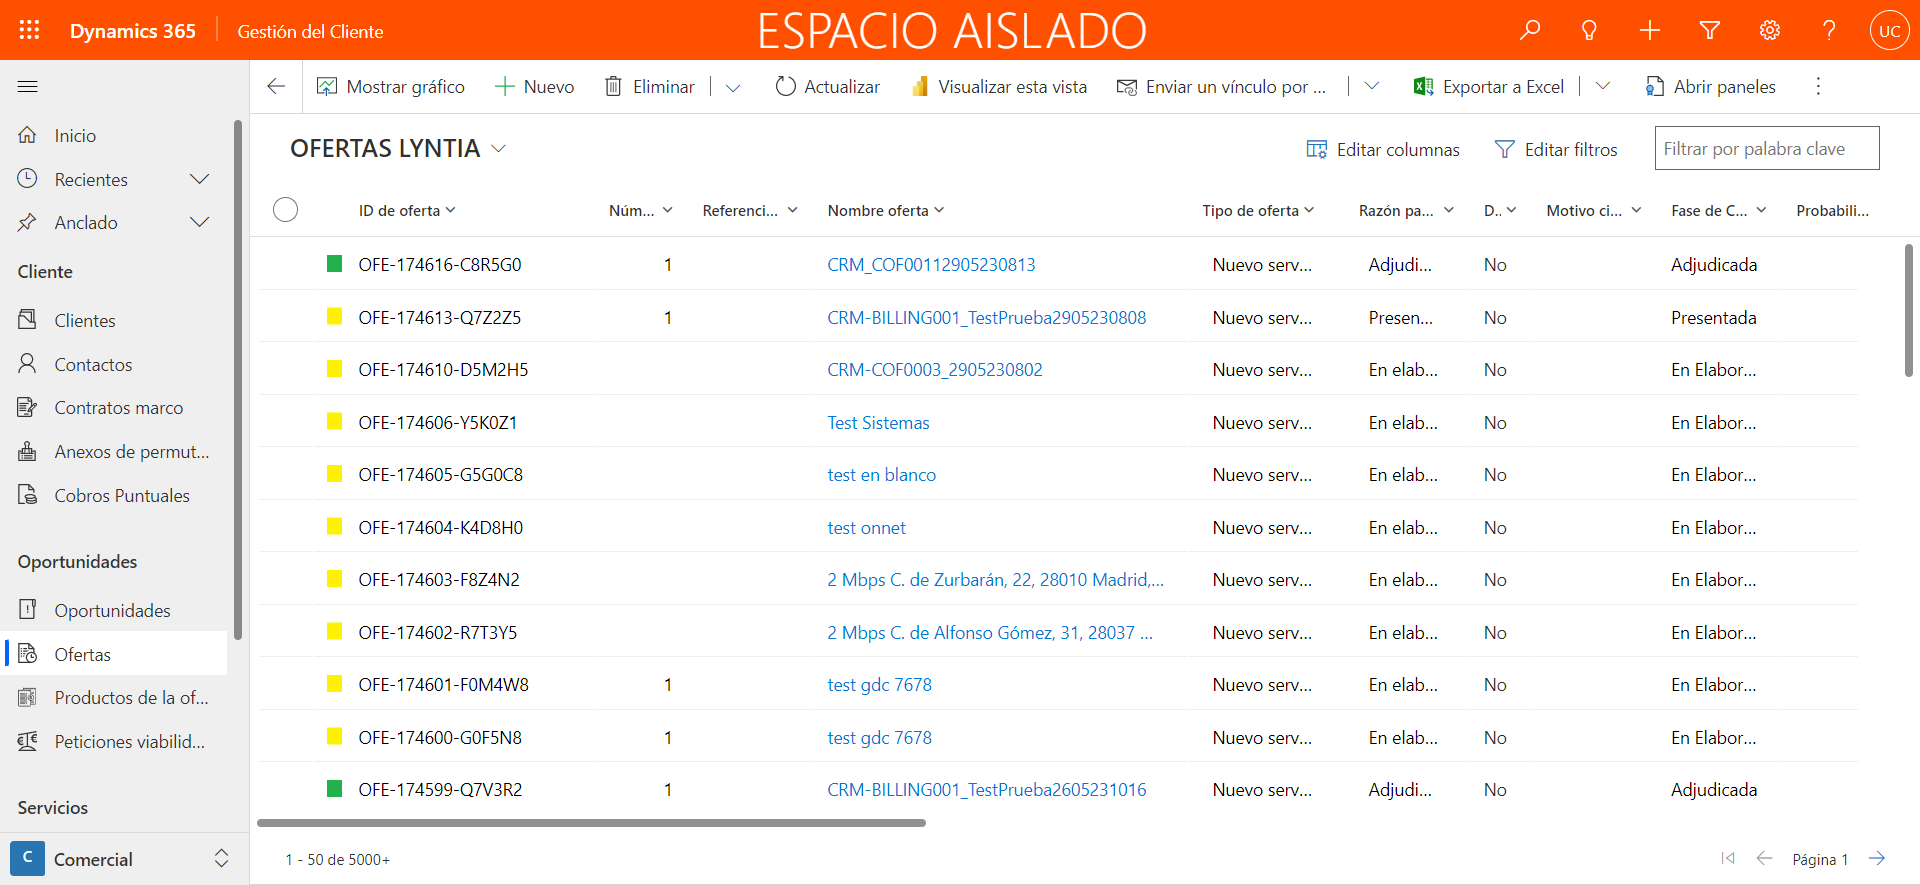 Dynamics 365
Gestión del Cliente
ESPACIO AISLADO
UC
Mostrar gráfico
Nuevo
Eliminar
Actualizar
Visualizar esta vista
Enviar un vínculo por ...
Exportar a Excel
Abrir paneles
Inicio
Recientes
Anclado
Cliente
Clientes
Contactos
Contratos marco
Anexos de permut...
Cobros Puntuales
Oportunidades
Oportunidades
Ofertas
Productos de la of...
Peticiones viabilid...
Servicios
C Comercial
OFERTAS LYNTIA
Editar columnas
Editar filtros
Filtrar por palabra clave
ID de oferta Núm... Referenci... Nombre oferta Tipo de oferta Razón pa... D.. Motivo ci... Fase de C... Probabili...
OFE-174616-C8R5G0 1 CRM_COF00112905230813 Nuevo serv... Adjudi... No Adjudicada
OFE-174613-Q7Z2Z5 1 CRM-BILLING001_TestPrueba2905230808 Nuevo serv... Presen... No Presentada
OFE-174610-D5M2H5 CRM-COF0003_2905230802 Nuevo serv... En elab... No En Elabor...
OFE-174606-Y5K0Z1 Test Sistemas Nuevo serv... En elab... No En Elabor...
OFE-174605-G5G0C8 test en blanco Nuevo serv... En elab... No En Elabor...
OFE-174604-K4D8H0 test onnet Nuevo serv... En elab... No En Elabor...
OFE-174603-F8Z4N2 2 Mbps C. de Zurbarán, 22, 28010 Madrid,... Nuevo serv... En elab... No En Elabor...
OFE-174602-R7T3Y5 2 Mbps C. de Alfonso Gómez, 31, 28037 ... Nuevo serv... En elab... No En Elabor...
OFE-174601-F0M4W8 1 test gdc 7678 Nuevo serv... En elab... No En Elabor...
OFE-174600-G0F5N8 1 test gdc 7678 Nuevo serv... En elab... No En Elabor...
OFE-174599-Q7V3R2 1 CRM-BILLING001_TestPrueba2605231016 Nuevo serv... Adjudi... No Adjudicada
1 - 50 de 5000+
Página 1